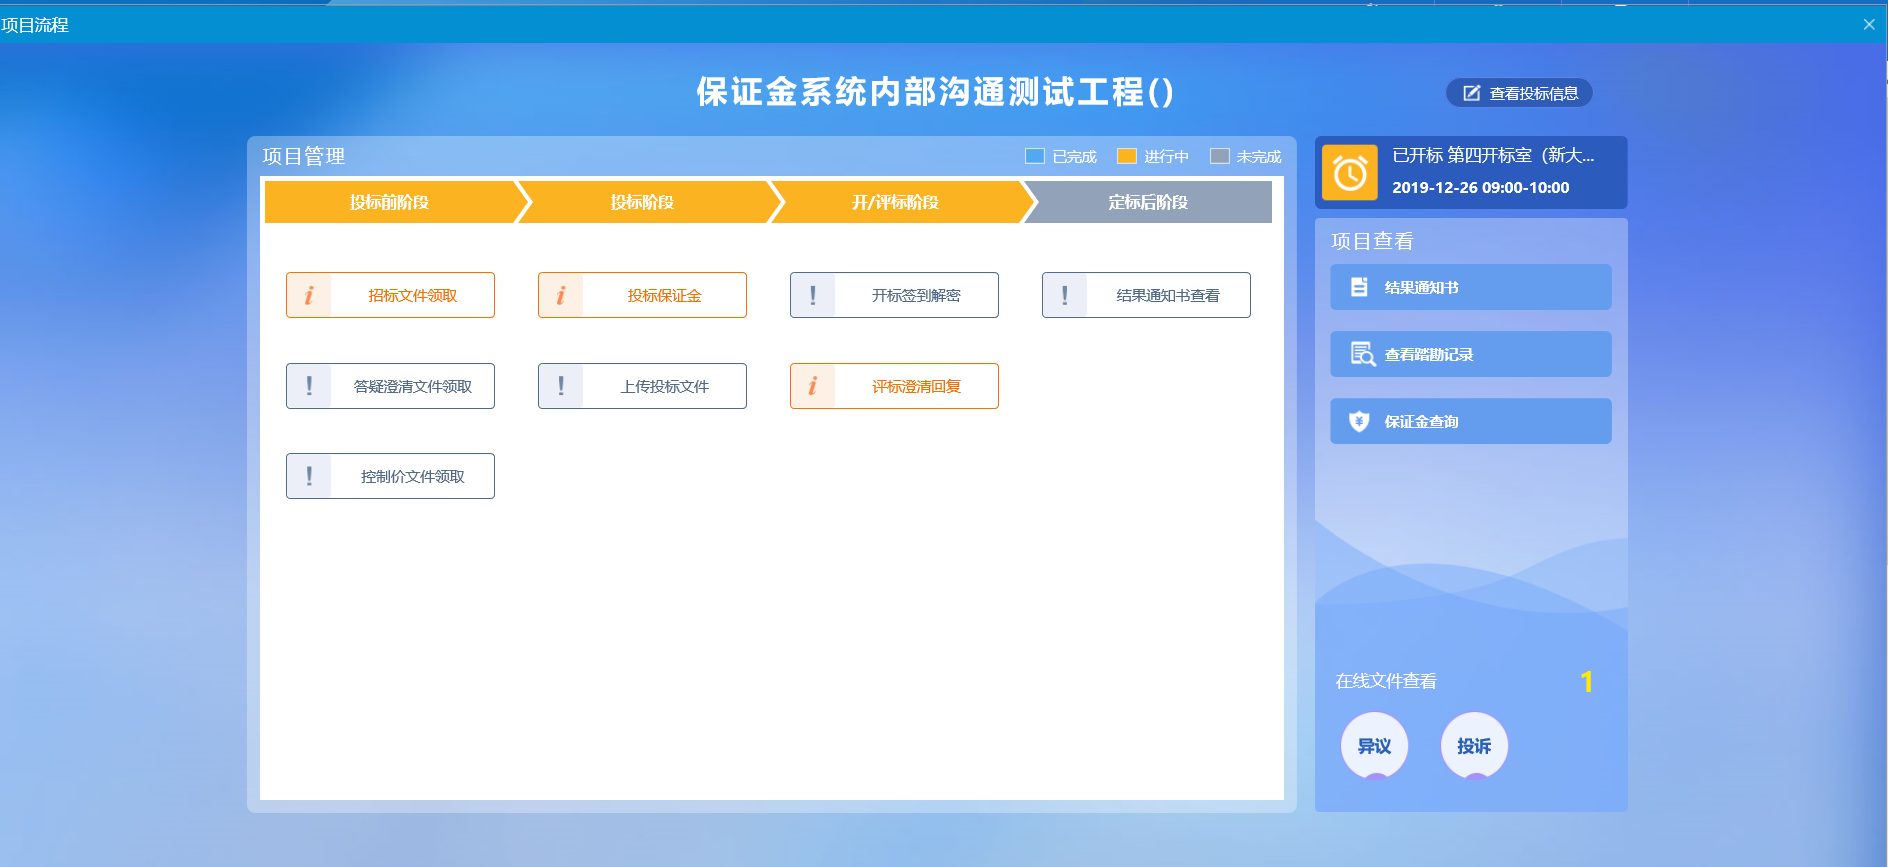 项目流程
保证金系统内部沟通测试工程()
查看投标信息
项目管理
已完成
进行中
未完成
投标前阶段
投标阶段
开/评标阶段
定标后阶段
招标文件领取
投标保证金
开标签到解密
结果通知书查看
答疑澄清文件领取
上传投标文件
评标澄清回复
控制价文件领取
已开标 第四开标室（新大...
2019-12-26 09:00-10:00
项目查看
结果通知书
查看踏勘记录
保证金查询
在线文件查看
1
异议
投诉